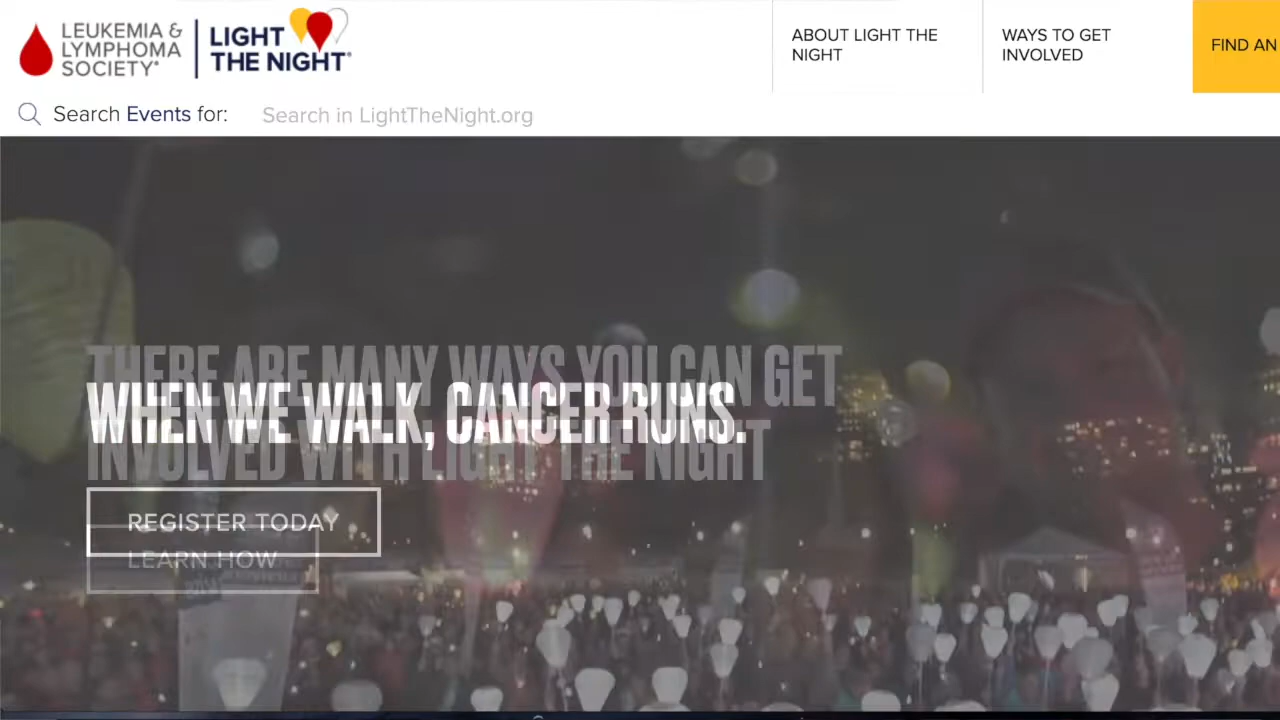 LEUKEMIA &
LYMPHOMA
SOCIETY®
LIGHT
THE NIGHT®
ABOUT LIGHT THE
NIGHT
WAYS TO GET
INVOLVED
FIND AN
Search Events for:
Search in LightTheNight.org
THERE ARE MANY WAYS YOU CAN GET
WHEN WE WALK, CANCER RUNS.
INVOLVED WITH LIGHT THE NIGHT
REGISTER TODAY
LEARN HOW